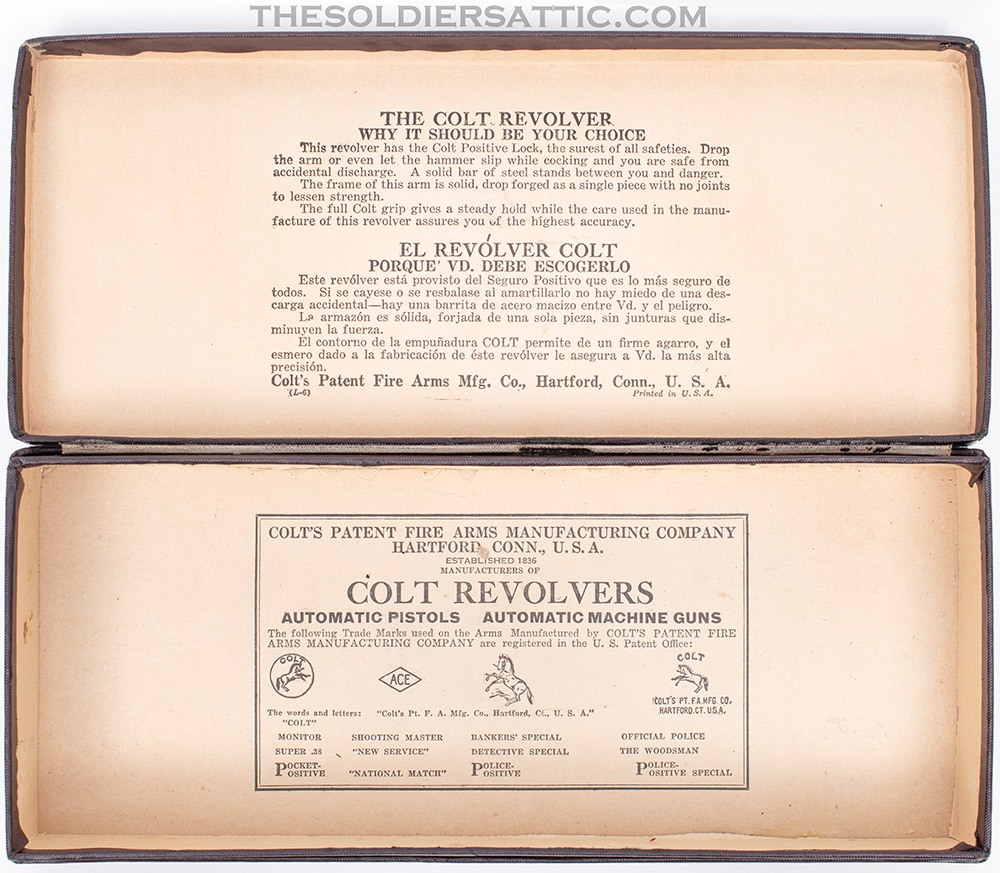 THESOLDIERSATTIC.COM
THE COLT REVOLVER
WHY IT SHOULD BE YOUR CHOICE
This revolver has the Colt Positive Lock, the surest of all safeties. Drop
the arm or even let the hammer slip while cocking and you are safe from
accidental discharge. A solid bar of steel stands between you and danger.
The frame of this arm is solid, drop forged as a single piece with no joints
to lessen strength.
The full Colt grip gives a steady hold while the care used in the manu-
facture of this revolver assures you of the highest accuracy.
EL REVÓLVER COLT
PORQUE' VD. DEBE ESCOGERLO
Este revólver está provisto del Seguro Positivo que es lo más seguro de
todos. Si se cayese o se resbalase al amartillarlo no hay miedo de una des-
carga accidental—hay una barrita de acero macizo entre Vd. y el peligro.
La armazón es sólida, forjada de una sola pieza, sin junturas que dis-
minuyen la fuerza.
El contorno de la empuñadura COLT permite de un firme agarro, y el
esmero dado a la fabricación de éste revólver le asegura a Vd. la más alta
precisión.
Colt's Patent Fire Arms Mfg. Co., Hartford, Conn., U. S. A.
(L-6) Printed in U. S. A.
COLT'S PATENT FIRE ARMS MANUFACTURING COMPANY
HARTFORD, CONN., U. S. A.
ESTABLISHED 1836
MANUFACTURERS OF
COLT REVOLVERS
AUTOMATIC PISTOLS AUTOMATIC MACHINE GUNS
The following Trade Marks used on the Arms Manufactured by COLT'S PATENT FIRE
ARMS MANUFACTURING COMPANY are registered in the U. S. Patent Office:
COLT ACE COLT
COLT'S PT. F.A. MFG. CO.
HARTFORD. CT. U.S.A.
The words and letters: "Colt's Pt. F. A. Mfg. Co., Hartford, Ct., U. S. A."
"COLT"
MONITOR SHOOTING MASTER BANKERS' SPECIAL OFFICIAL POLICE
SUPER .38 "NEW SERVICE" DETECTIVE SPECIAL THE WOODSMAN
POCKET-POSITIVE "NATIONAL MATCH" POLICE-POSITIVE POLICE-POSITIVE SPECIAL